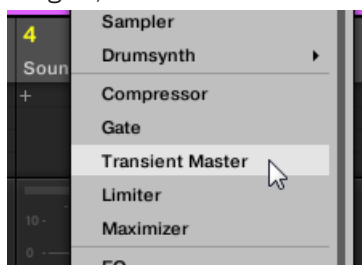 4
Sampler
Drumsynth
Soun
+
Compressor
Gate
Transient Master
Limiter
10 -
Maximizer
0 -